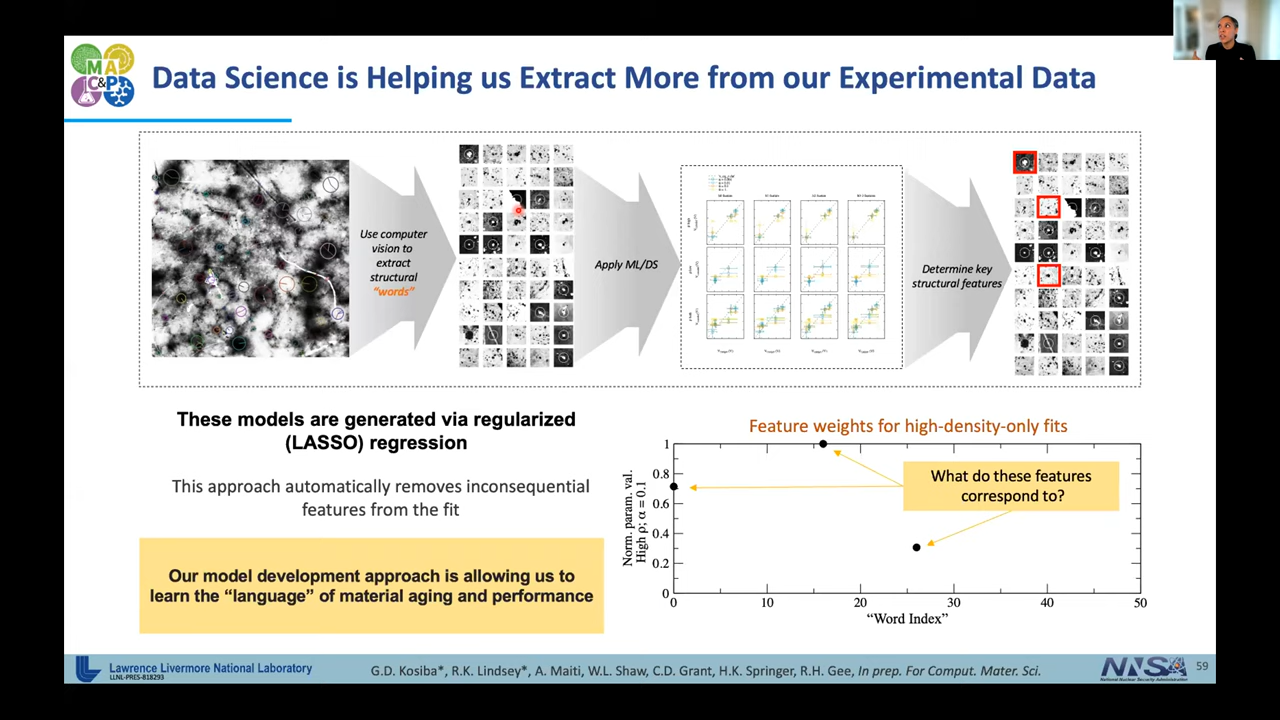 M A
C&P
Data Science is Helping us Extract More from our Experimental Data
Use computer
vision to
extract
structural
“words”
Apply ML/DS
Determine key
structural features
These models are generated via regularized
(LASSO) regression
This approach automatically removes inconsequential
features from the fit
Our model development approach is allowing us to
learn the “language” of material aging and performance
Feature weights for high-density-only fits
What do these features
correspond to?
Norm. param. val.
High ρ; α = 0.1
1
0.8
0.6
0.4
0.2
0
0 10 20 30 40 50
“Word Index”
Lawrence Livermore National Laboratory
LLNL-PRES-818293
G.D. Kosiba*, R.K. Lindsey*, A. Maiti, W.L. Shaw, C.D. Grant, H.K. Springer, R.H. Gee, In prep. For Comput. Mater. Sci.
NNSA
National Nuclear Security Administration
59